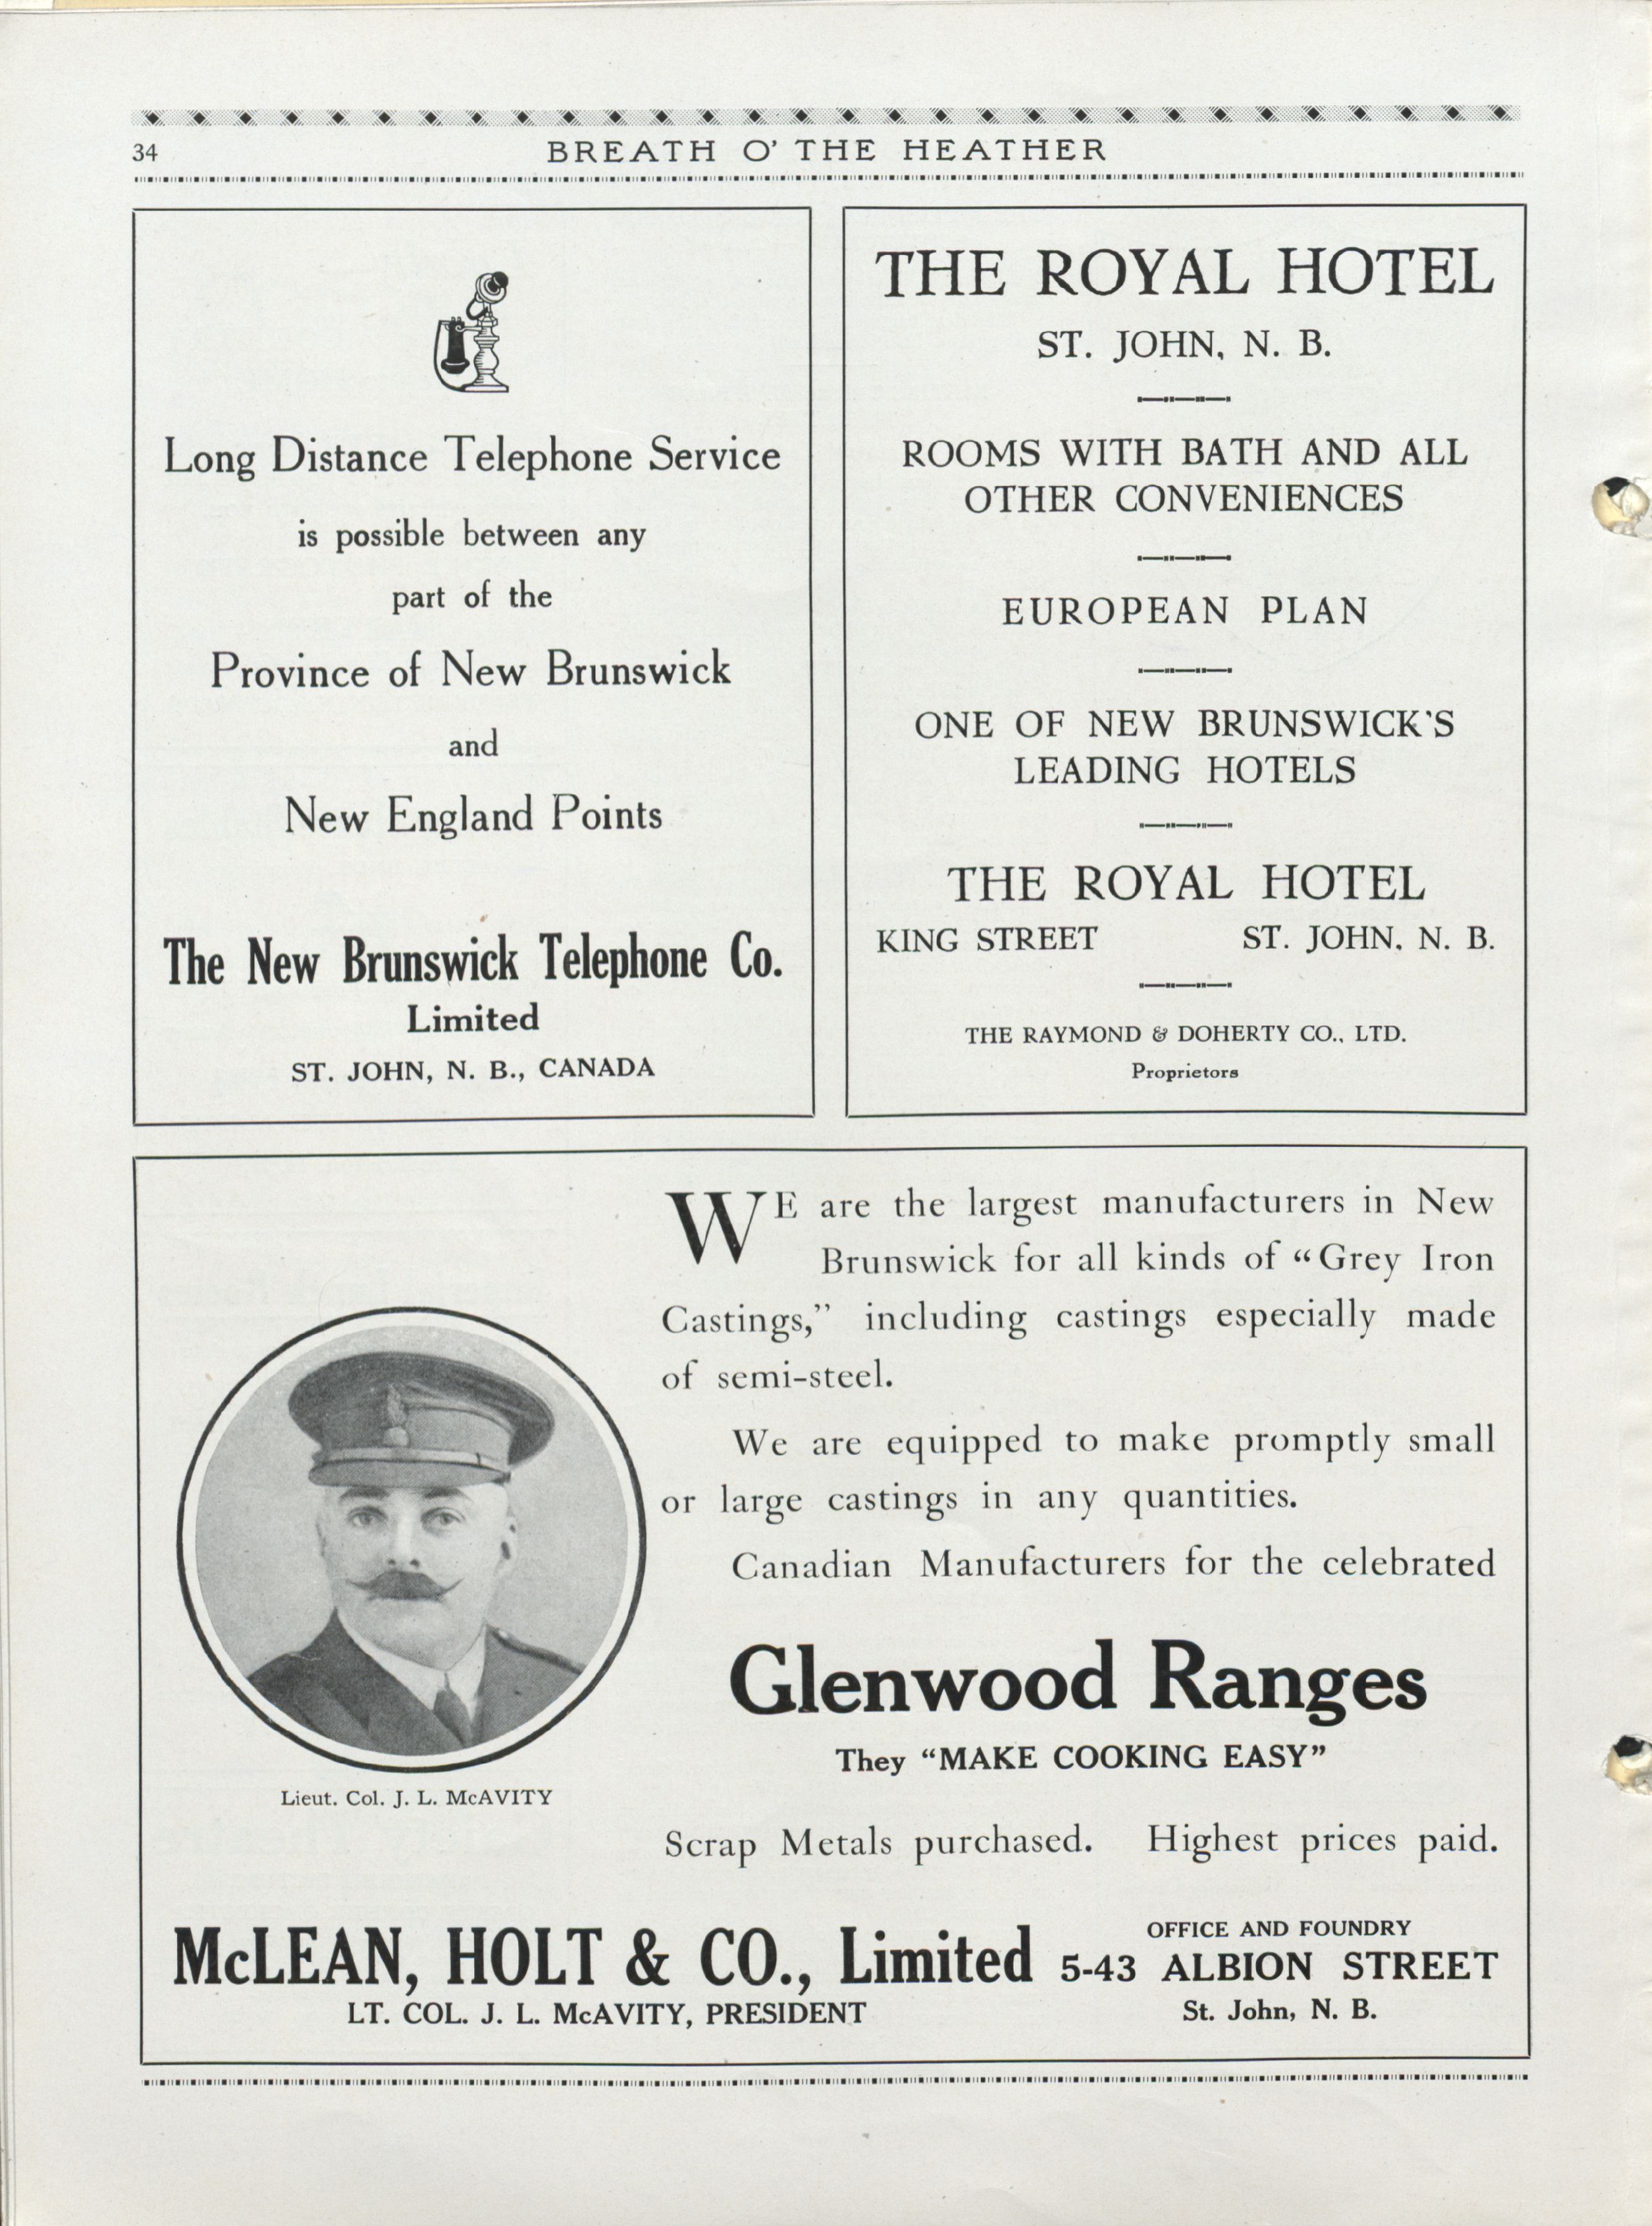 34
BREATH O' THE HEATHER
Long Distance Telephone Service
is possible between any
part of the
Province of New Brunswick
and
New England Points
The New Brunswick Telephone Co.
Limited
ST. JOHN, N. B., CANADA
THE ROYAL HOTEL
ST. JOHN, N. B.
ROOMS WITH BATH AND ALL
OTHER CONVENIENCES
EUROPEAN PLAN
ONE OF NEW BRUNSWICK'S
LEADING HOTELS
THE ROYAL HOTEL
KING STREET ST. JOHN, N. B.
THE RAYMOND & DOHERTY CO., LTD.
Proprietors
WE are the largest manufacturers in New
Brunswick for all kinds of “Grey Iron
Castings,” including castings especially made
of semi-steel.
We are equipped to make promptly small
or large castings in any quantities.
Canadian Manufacturers for the celebrated
Glenwood Ranges
They “MAKE COOKING EASY”
Lieut. Col. J. L. McAVITY
Scrap Metals purchased. Highest prices paid.
McLEAN, HOLT & CO., Limited
LT. COL. J. L. McAVITY, PRESIDENT
OFFICE AND FOUNDRY
5-43 ALBION STREET
St. John, N. B.